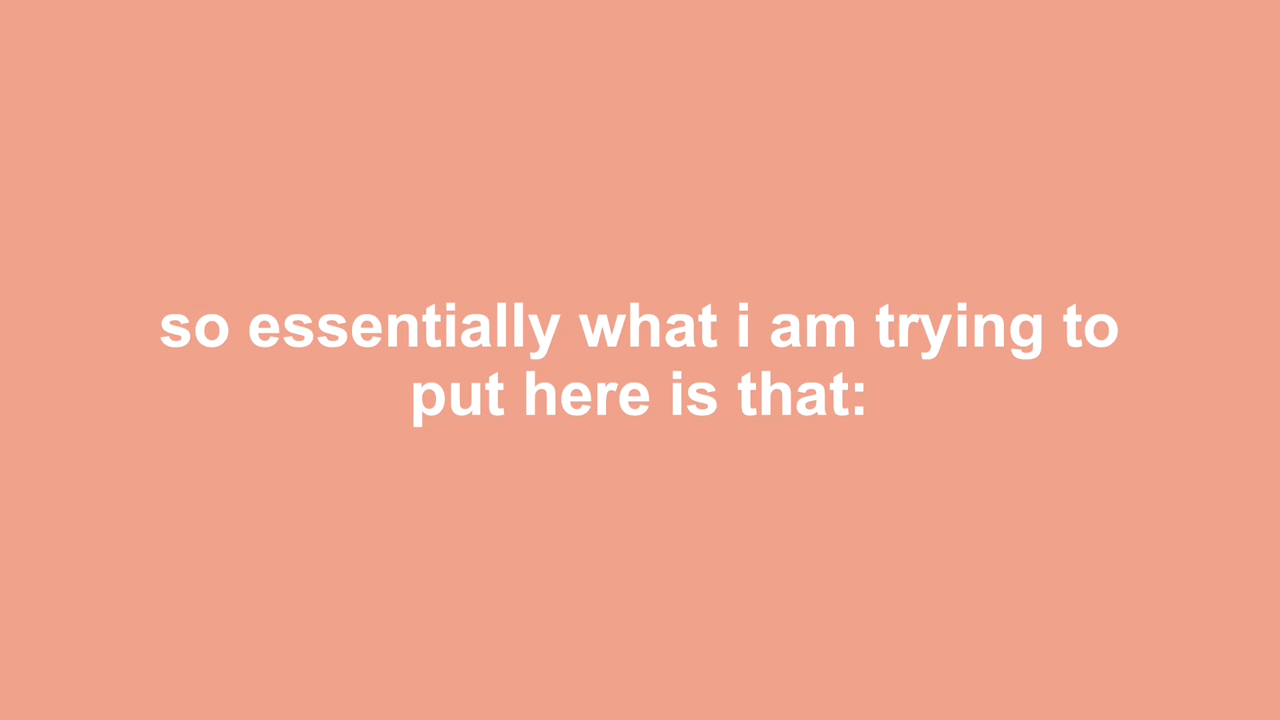 so essentially what i am trying to
put here is that: